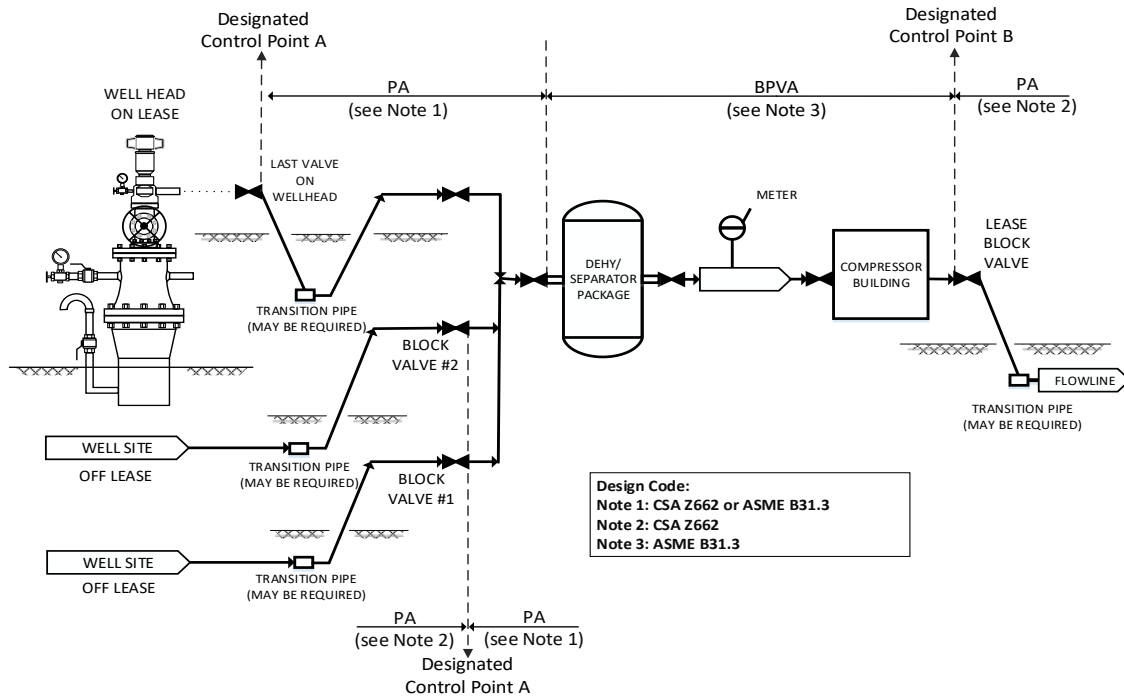 Designated
Control Point A
Designated
Control Point B
PA
(see Note 1)
BPVA
(see Note 3)
PA
(see Note 2)
WELL HEAD
ON LEASE
LAST VALVE
ON
WELLHEAD
METER
LEASE
BLOCK
VALVE
DEHY/
SEPARATOR
PACKAGE
COMPRESSOR
BUILDING
TRANSITION PIPE
(MAY BE REQUIRED)
BLOCK
VALVE #2
FLOWLINE
TRANSITION PIPE
(MAY BE REQUIRED)
WELL SITE
OFF LEASE
TRANSITION PIPE
(MAY BE REQUIRED)
BLOCK
VALVE #1
Design Code:
Note 1: CSA Z662 or ASME B31.3
Note 2: CSA Z662
Note 3: ASME B31.3
WELL SITE
OFF LEASE
TRANSITION PIPE
(MAY BE REQUIRED)
PA
(see Note 2)
PA
(see Note 1)
Designated
Control Point A